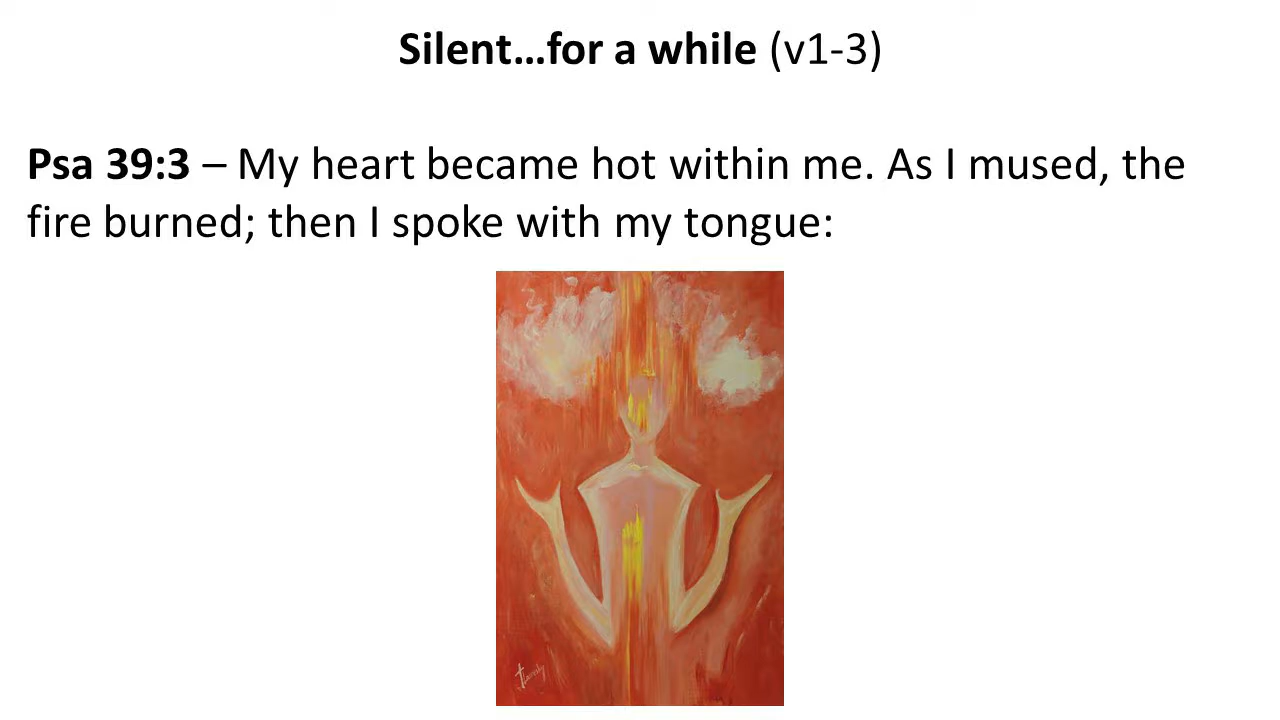 Silent…for a while (v1-3)
Psa 39:3 – My heart became hot within me. As I mused, the
fire burned; then I spoke with my tongue: